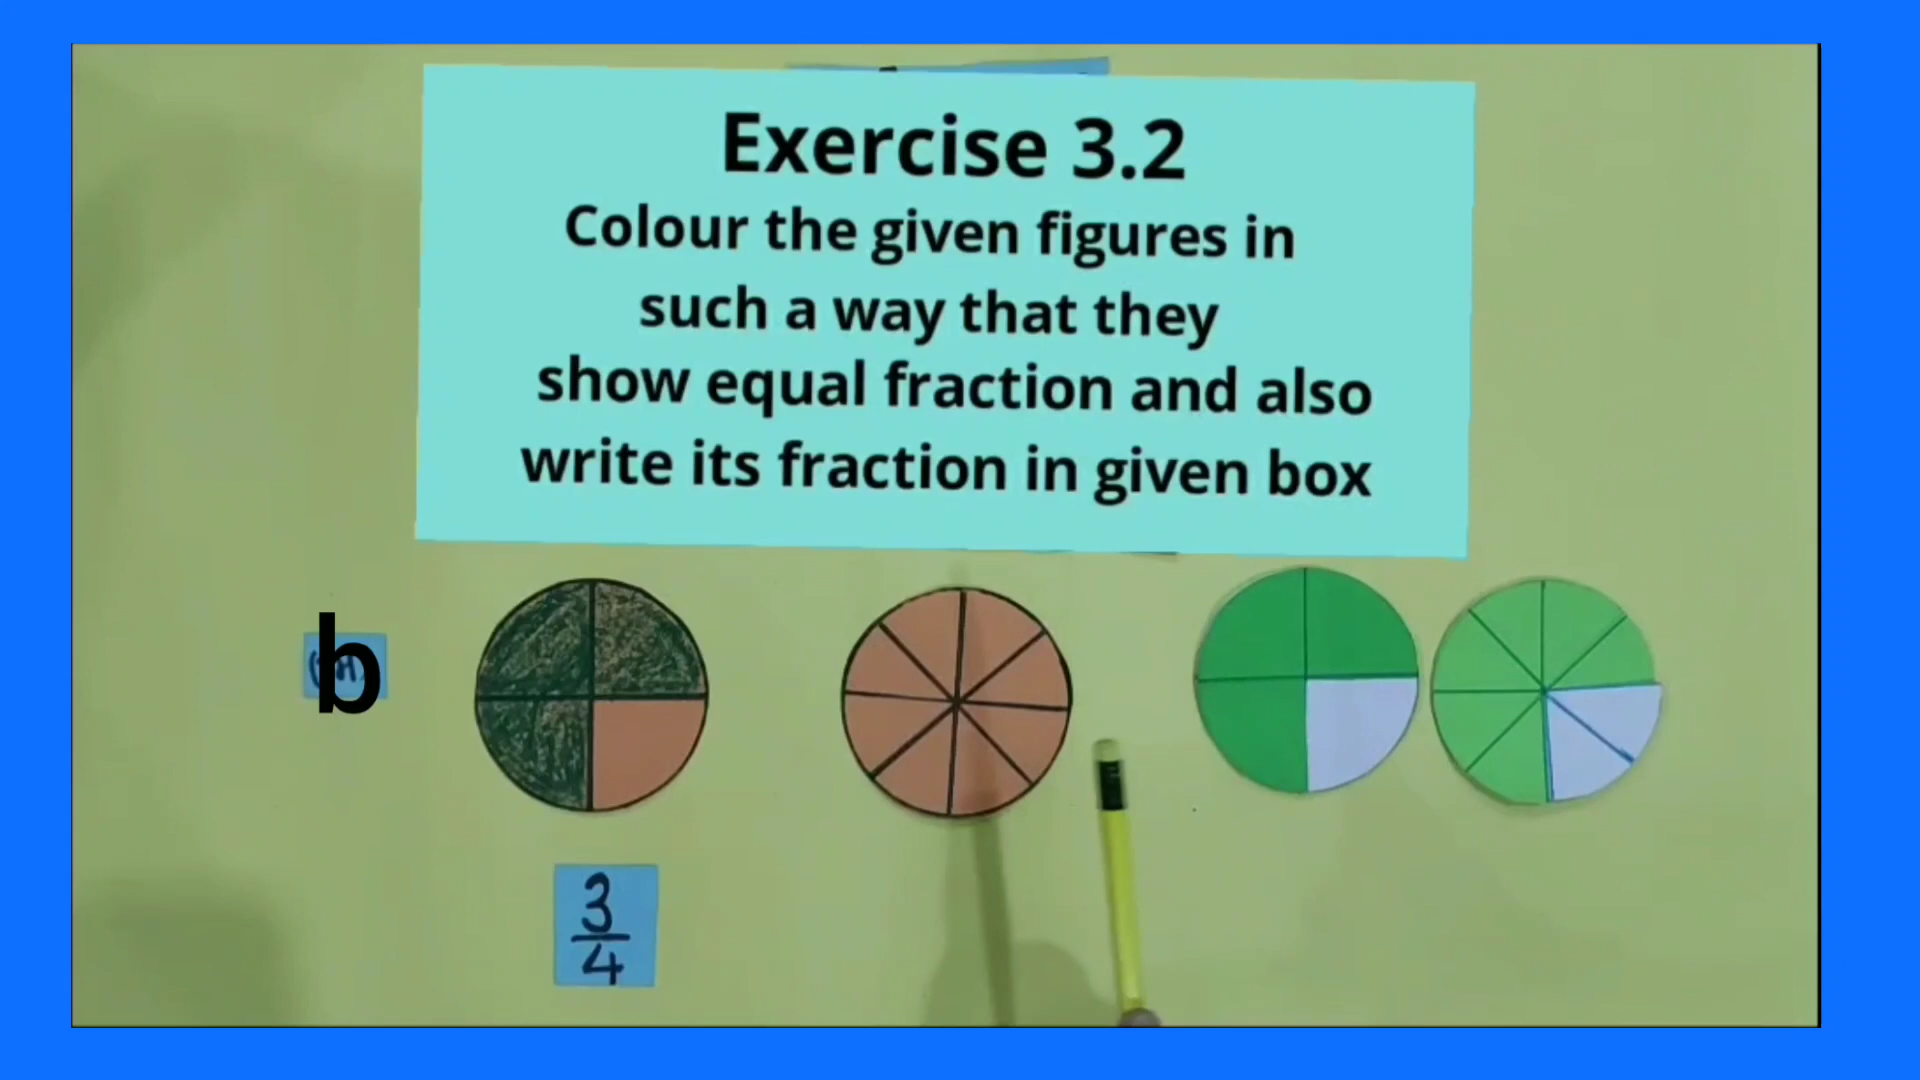 Exercise 3.2
Colour the given figures in
such a way that they
show equal fraction and also
write its fraction in given box
b
3
4